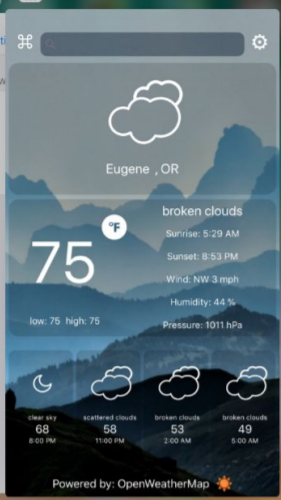 Eugene , OR
°F
75
low: 75 high: 75
broken clouds
Sunrise: 5:29 AM
Sunset: 8:53 PM
Wind: NW 3 mph
Humidity: 44 %
Pressure: 1011 hPa
clear sky
68
8:00 PM
scattered clouds
58
11:00 PM
broken clouds
53
2:00 AM
broken clouds
49
5:00 AM
Powered by: OpenWeatherMap